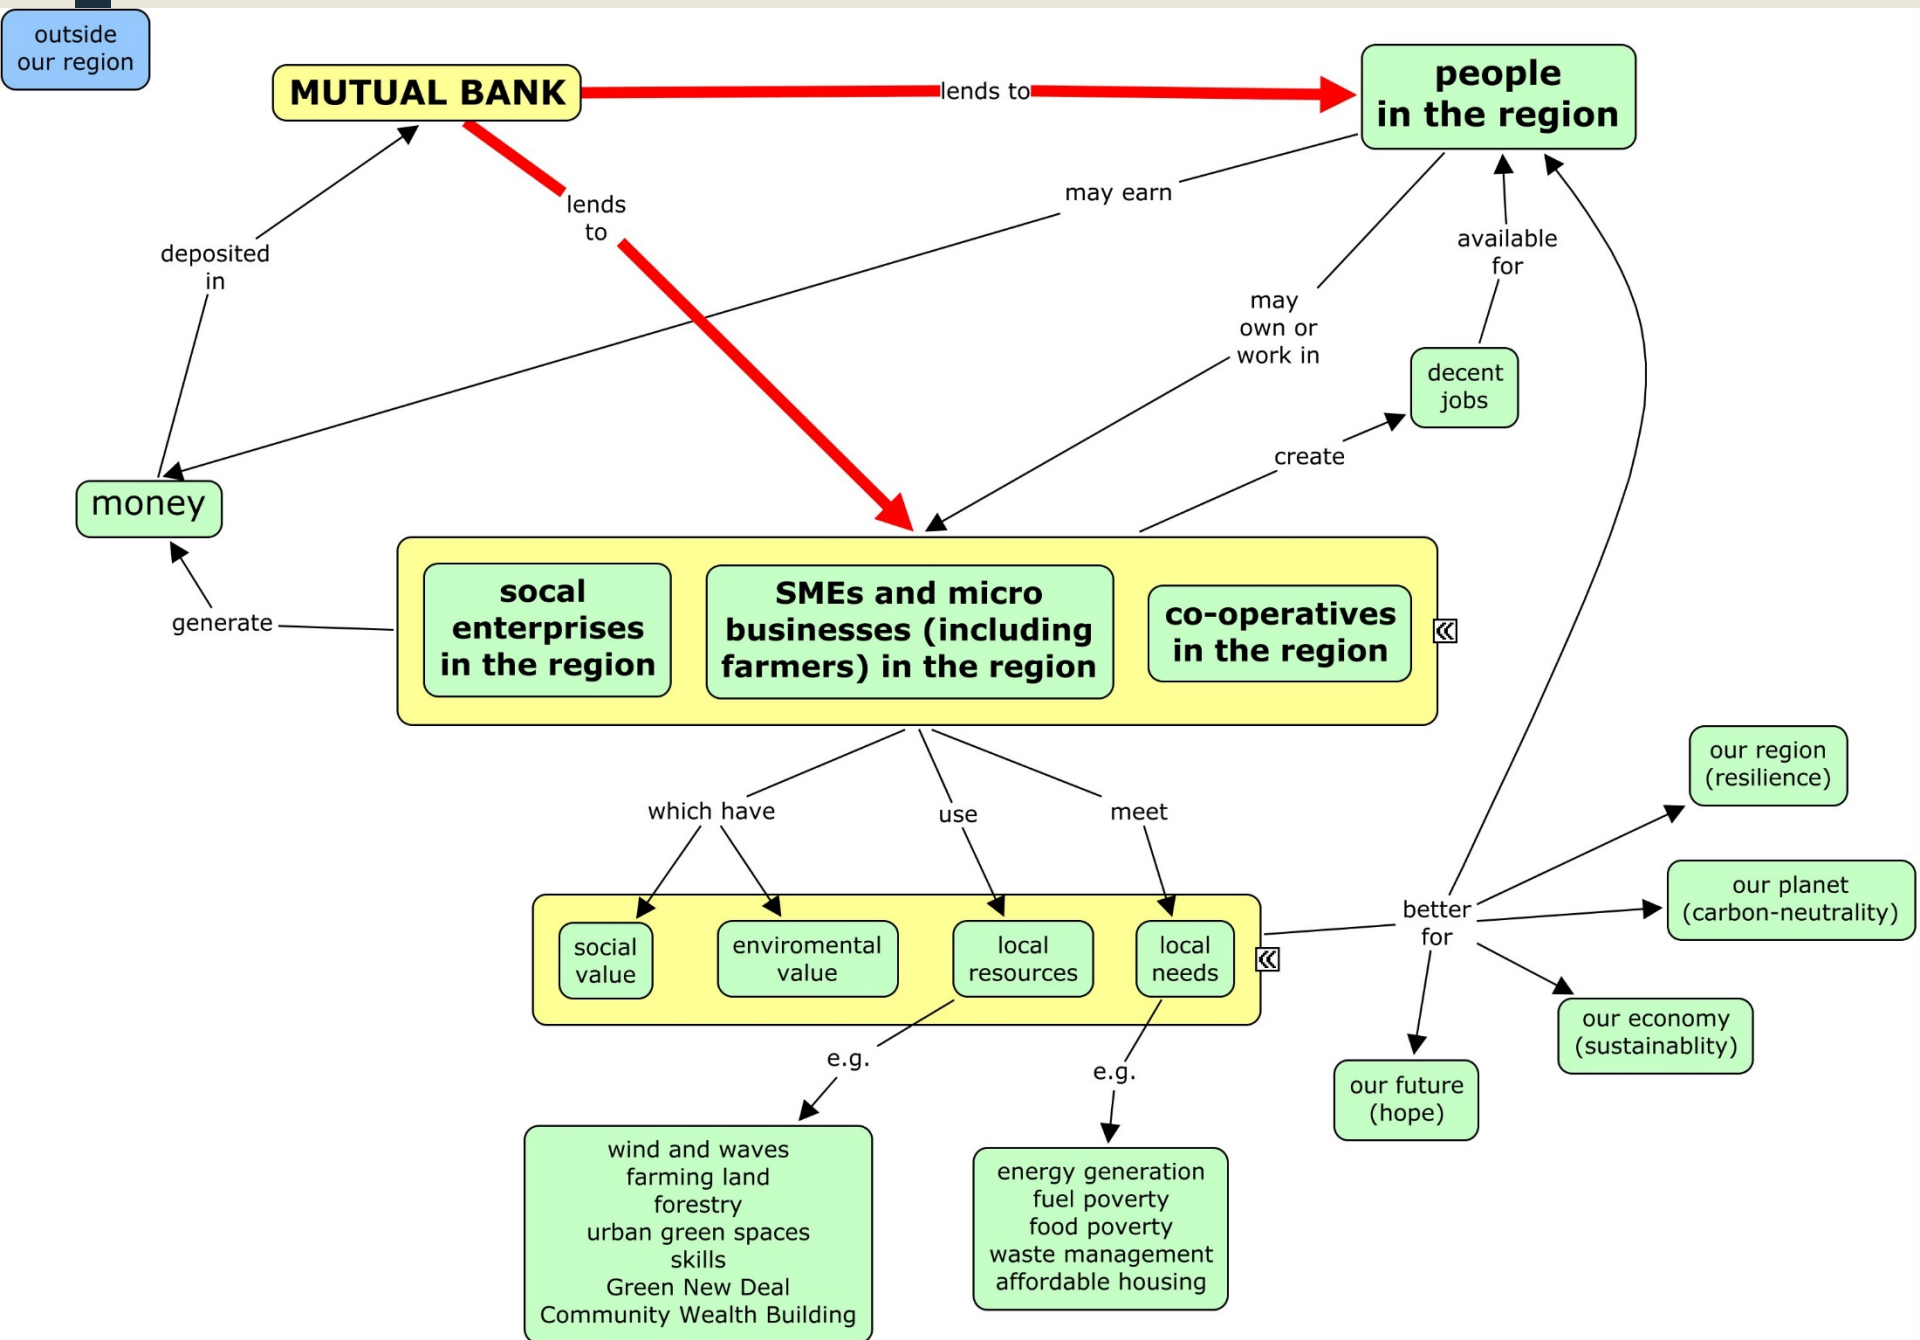 outside
our region
MUTUAL BANK
lends to
people
in the region
lends
to
may earn
deposited
in
available
for
may
own or
work in
decent
jobs
create
money
generate
socal
enterprises
in the region
SMEs and micro
businesses (including
farmers) in the region
co-operatives
in the region
which have
use
meet
social
value
enviromental
value
local
resources
local
needs
better
for
our region
(resilience)
our planet
(carbon-neutrality)
our economy
(sustainablity)
our future
(hope)
e.g.
e.g.
wind and waves
farming land
forestry
urban green spaces
skills
Green New Deal
Community Wealth Building
energy generation
fuel poverty
food poverty
waste management
affordable housing